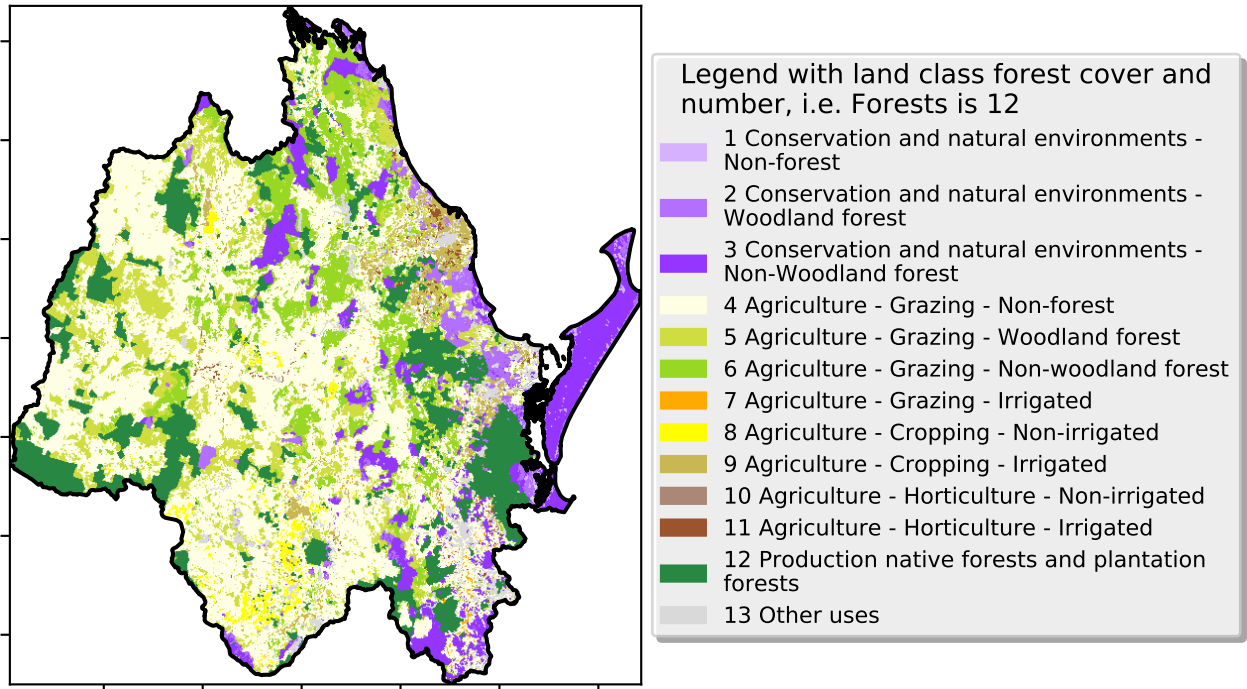 Legend with land class forest cover and
number, i.e. Forests is 12
1 Conservation and natural environments -
Non-forest
2 Conservation and natural environments -
Woodland forest
3 Conservation and natural environments -
Non-Woodland forest
4 Agriculture - Grazing - Non-forest
5 Agriculture - Grazing - Woodland forest
6 Agriculture - Grazing - Non-woodland forest
7 Agriculture - Grazing - Irrigated
8 Agriculture - Cropping - Non-irrigated
9 Agriculture - Cropping - Irrigated
10 Agriculture - Horticulture - Non-irrigated
11 Agriculture - Horticulture - Irrigated
12 Production native forests and plantation
forests
13 Other uses